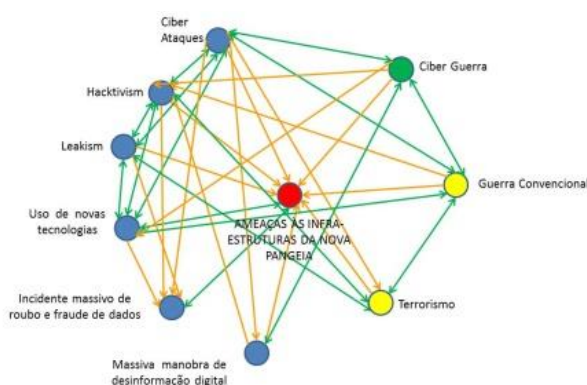 Ciber
Ataques
Ciber Guerra
Hacktivism
Leakism
Guerra Convencional
Uso de novas
tecnologias
AMEAÇAS ÀS INFRA-
ESTRUTURAS DA NOVA
PANGEIA
Incidente massivo de
roubo e fraude de dados
Terrorismo
Massiva manobra de
desinformação digital